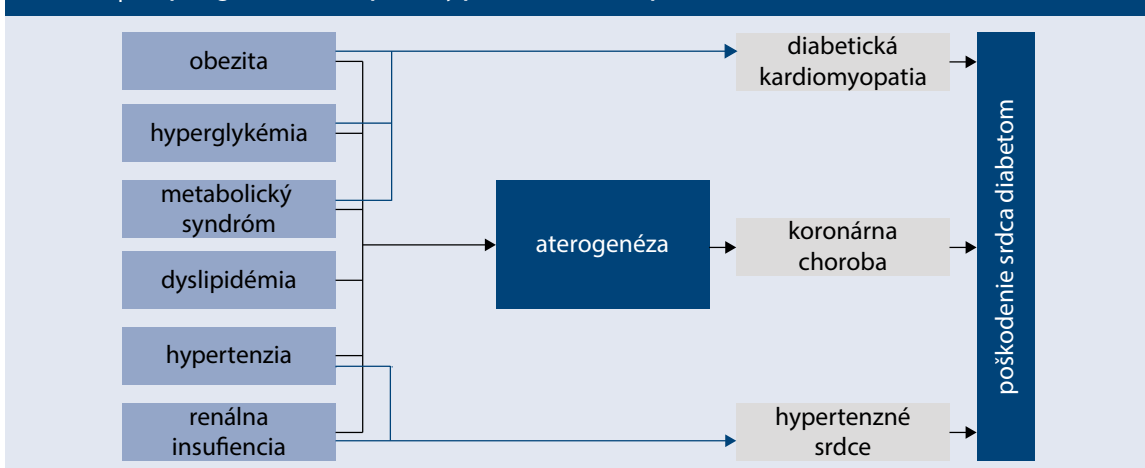 obezita
hyperglykémia
metabolický
syndróm
dyslipidémia
hypertenzia
renálna
insufiencia
aterogenéza
diabetická
kardiomyopatia
koronárna
choroba
hypertenzné
srdce
poškodenie srdca diabetom